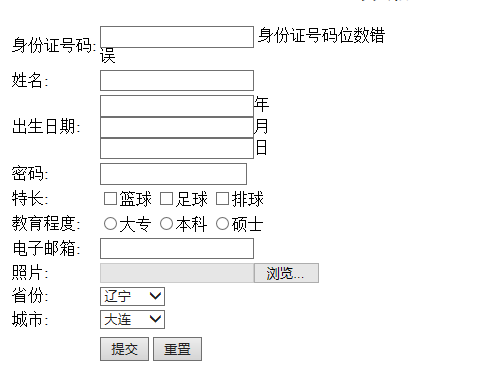 身份证号码: 身份证号码位数错
误
姓名:
年
出生日期: 月
日
密码:
特长: 篮球 足球 排球
教育程度: 大专 本科 硕士
电子邮箱:
照片: 浏览...
省份: 辽宁
城市: 大连
提交 重置